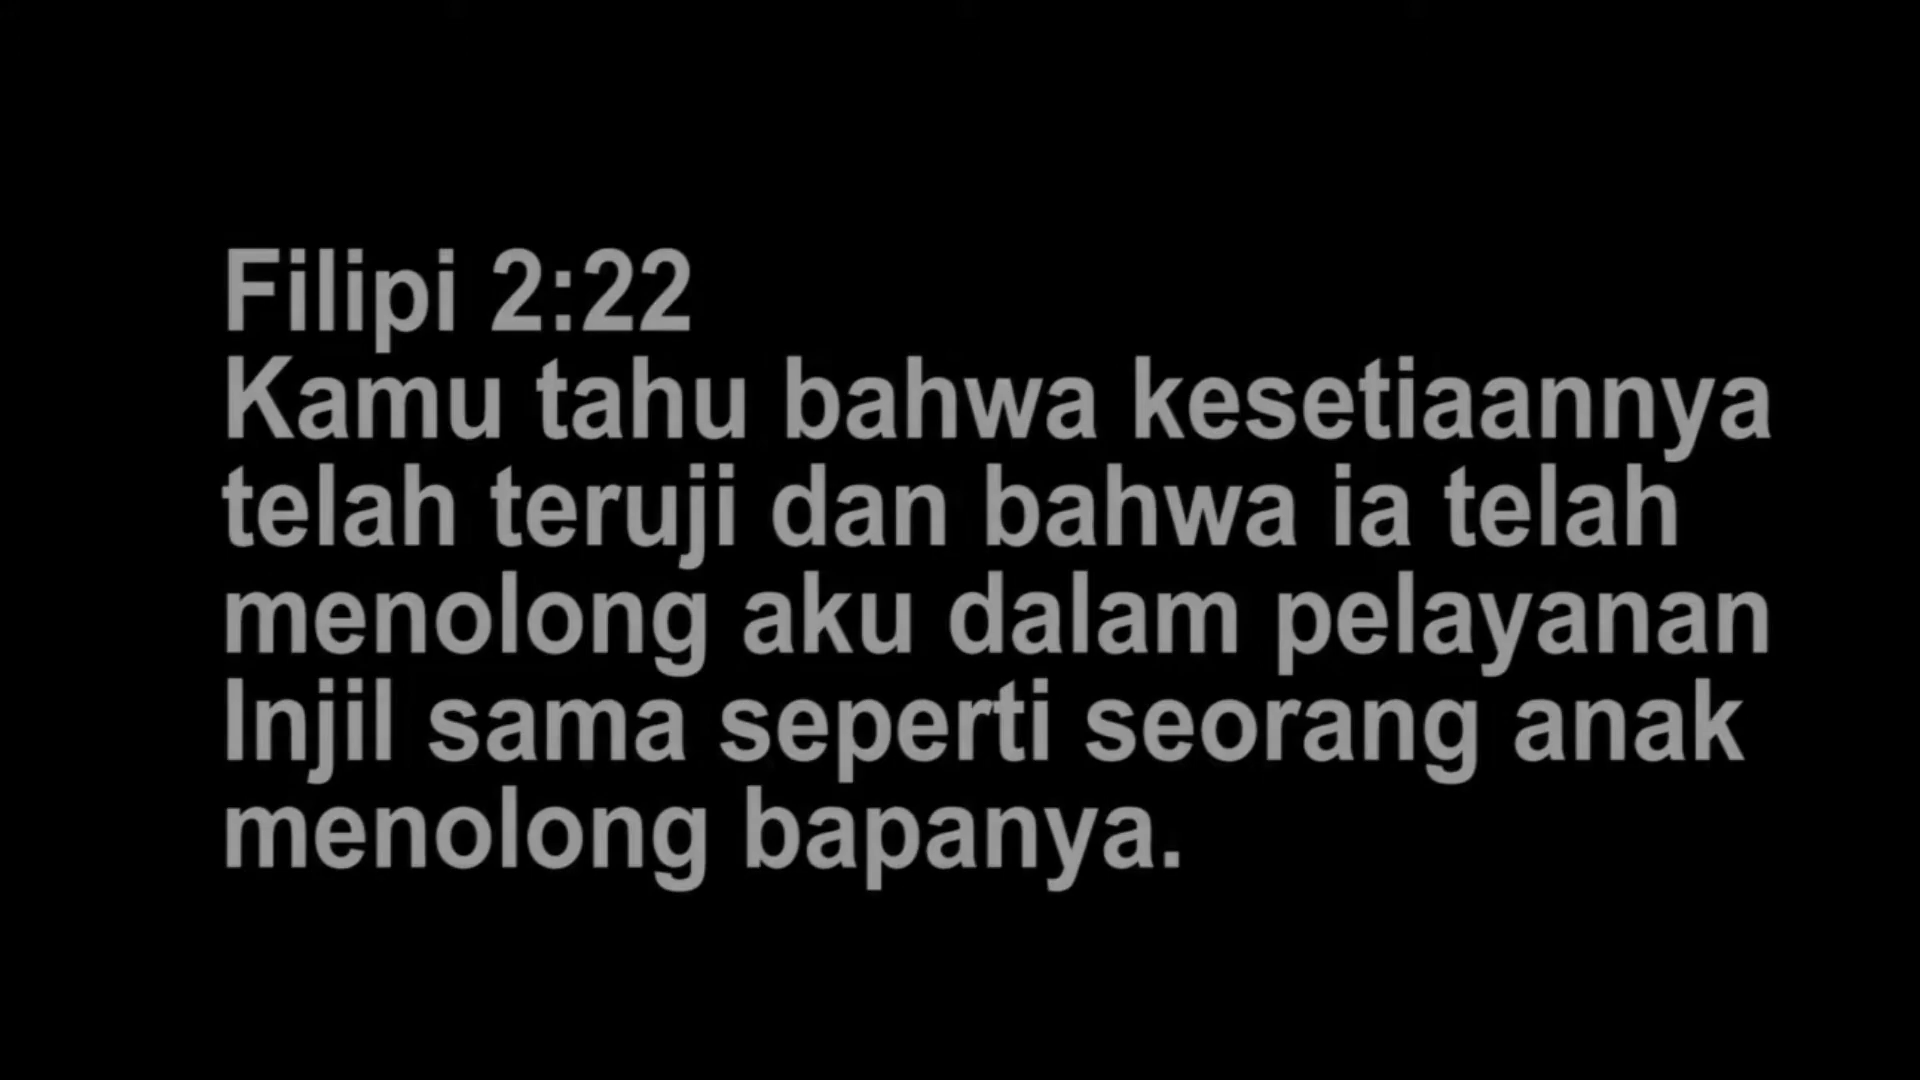 Filipi 2:22
Kamu tahu bahwa kesetiaannya
telah teruji dan bahwa ia telah
menolong aku dalam pelayanan
Injil sama seperti seorang anak
menolong bapanya.